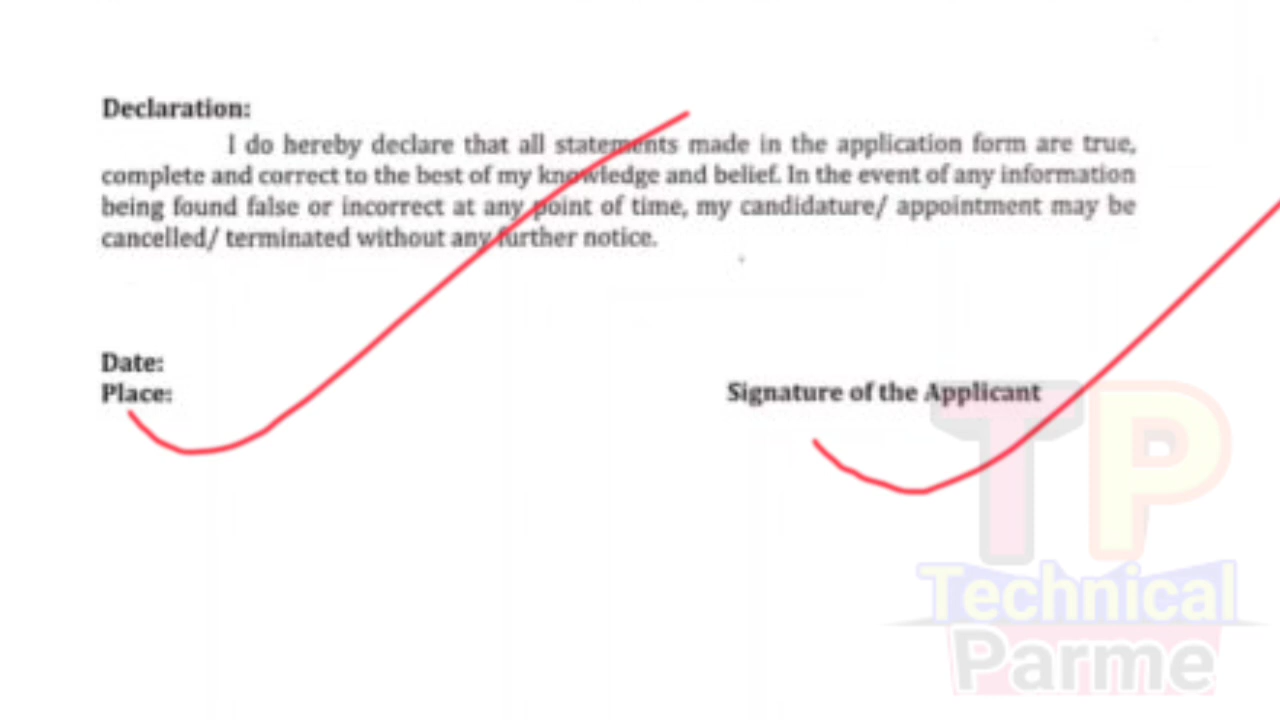 Declaration:
I do hereby declare that all statements made in the application form are true,
complete and correct to the best of my knowledge and belief. In the event of any information
being found false or incorrect at any point of time, my candidature/ appointment may be
cancelled/ terminated without any further notice.
Date:
Place:
Signature of the Applicant
TP
Technical
Parme